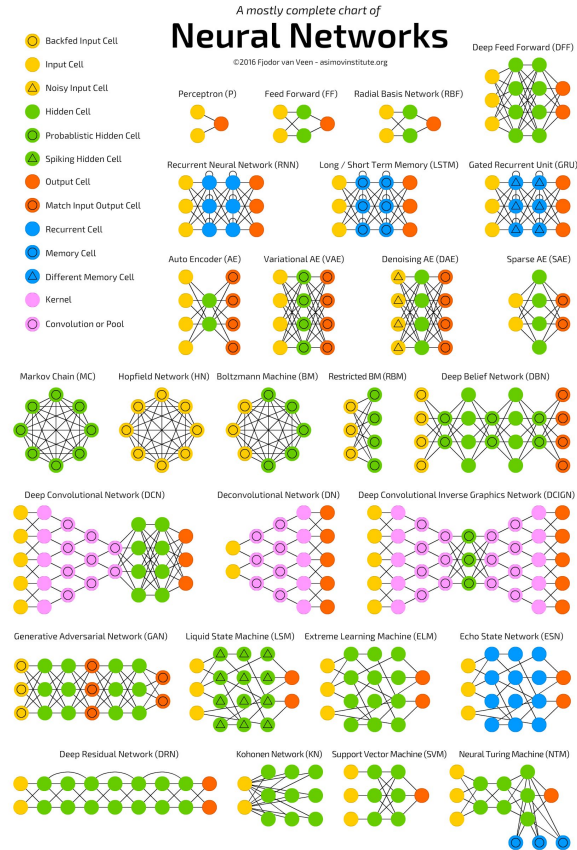 A mostly complete chart of
Neural Networks
©2016 Fjodor van Veen - asimovinstitute.org
Backfed Input Cell
Input Cell
Noisy Input Cell
Hidden Cell
Probablistic Hidden Cell
Spiking Hidden Cell
Output Cell
Match Input Output Cell
Recurrent Cell
Memory Cell
Different Memory Cell
Kernel
Convolution or Pool
Deep Feed Forward (DFF)
Perceptron (P)
Feed Forward (FF)
Radial Basis Network (RBF)
Recurrent Neural Network (RNN)
Long / Short Term Memory (LSTM)
Gated Recurrent Unit (GRU)
Auto Encoder (AE)
Variational AE (VAE)
Denoising AE (DAE)
Sparse AE (SAE)
Markov Chain (MC)
Hopfield Network (HN)
Boltzmann Machine (BM)
Restricted BM (RBM)
Deep Belief Network (DBN)
Deep Convolutional Network (DCN)
Deconvolutional Network (DN)
Deep Convolutional Inverse Graphics Network (DCIGN)
Generative Adversarial Network (GAN)
Liquid State Machine (LSM)
Extreme Learning Machine (ELM)
Echo State Network (ESN)
Deep Residual Network (DRN)
Kohonen Network (KN)
Support Vector Machine (SVM)
Neural Turing Machine (NTM)